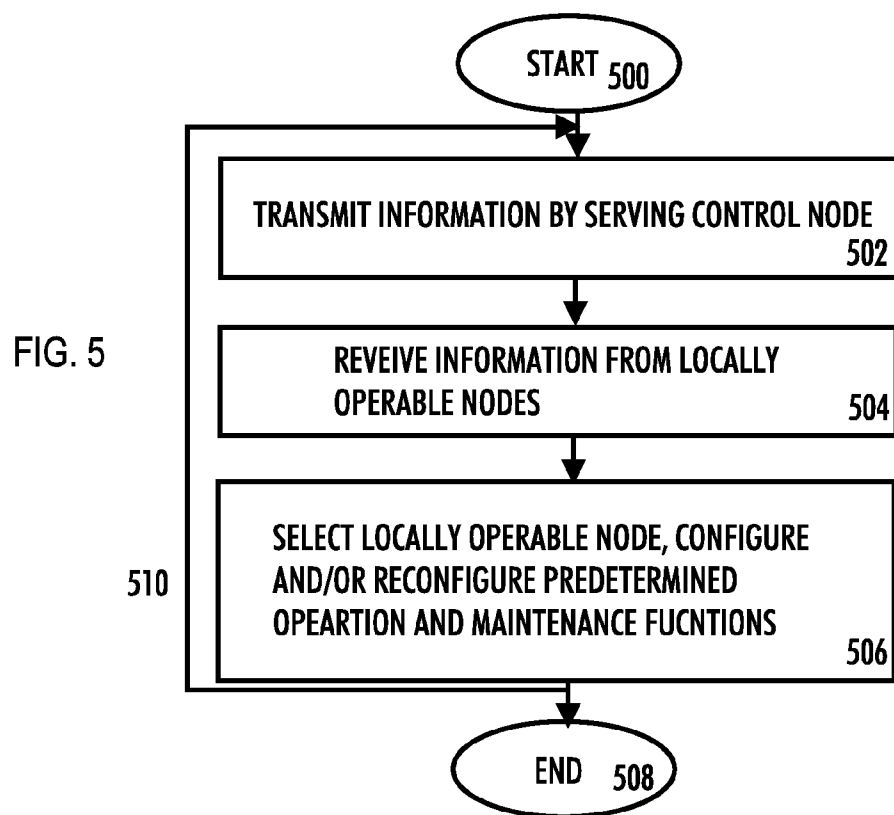 START 500
TRANSMIT INFORMATION BY SERVING CONTROL NODE
502
FIG. 5
REVEIVE INFORMATION FROM LOCALLY
OPERABLE NODES
504
SELECT LOCALLY OPERABLE NODE, CONFIGURE
AND/OR RECONFIGURE PREDETERMINED
OPEARTION AND MAINTENANCE FUCNTIONS
506
510
END 508